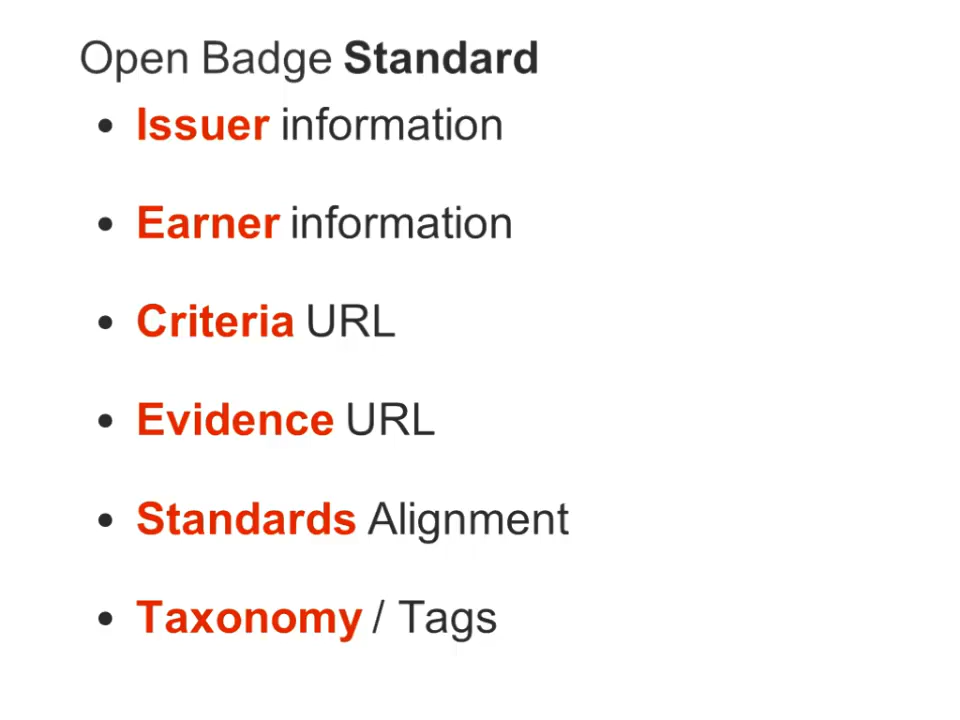 Open Badge Standard
• Issuer information
• Earner information
• Criteria URL
• Evidence URL
• Standards Alignment
• Taxonomy / Tags